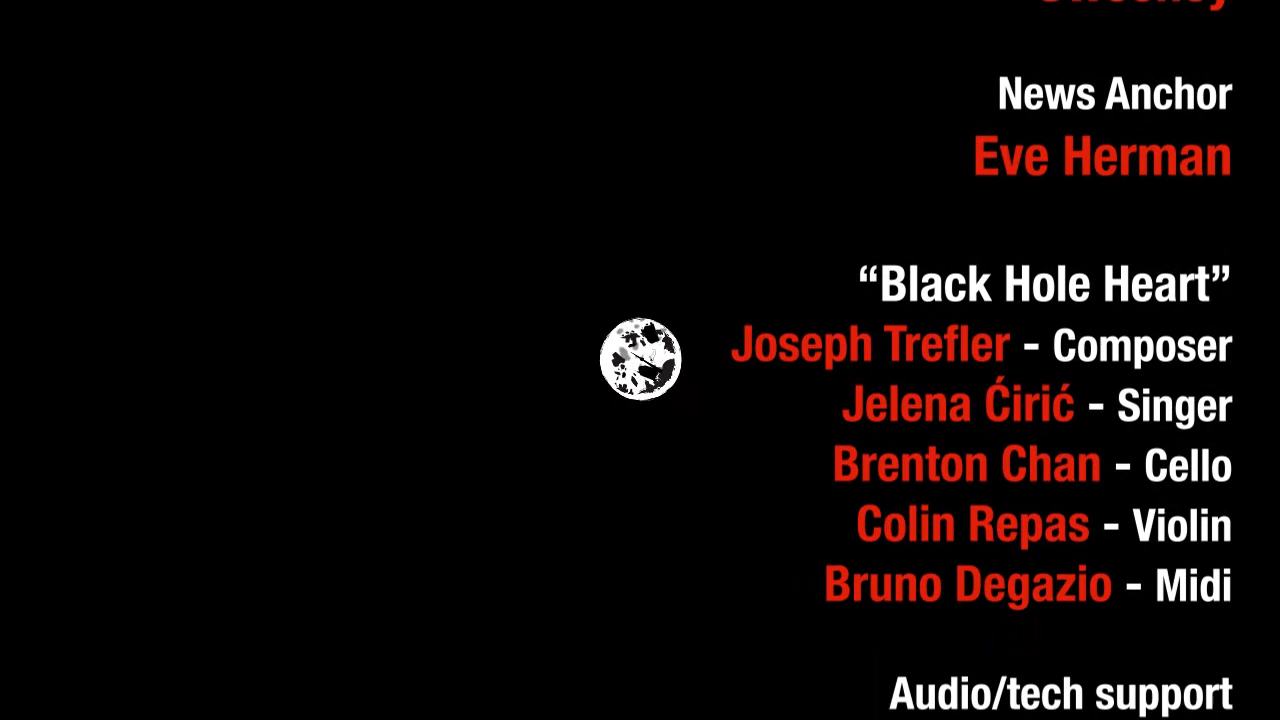 News Anchor
Eve Herman
“Black Hole Heart”
Joseph Trefler - Composer
Jelena Ćirić - Singer
Brenton Chan - Cello
Colin Repas - Violin
Bruno Degazio - Midi
Audio/tech support